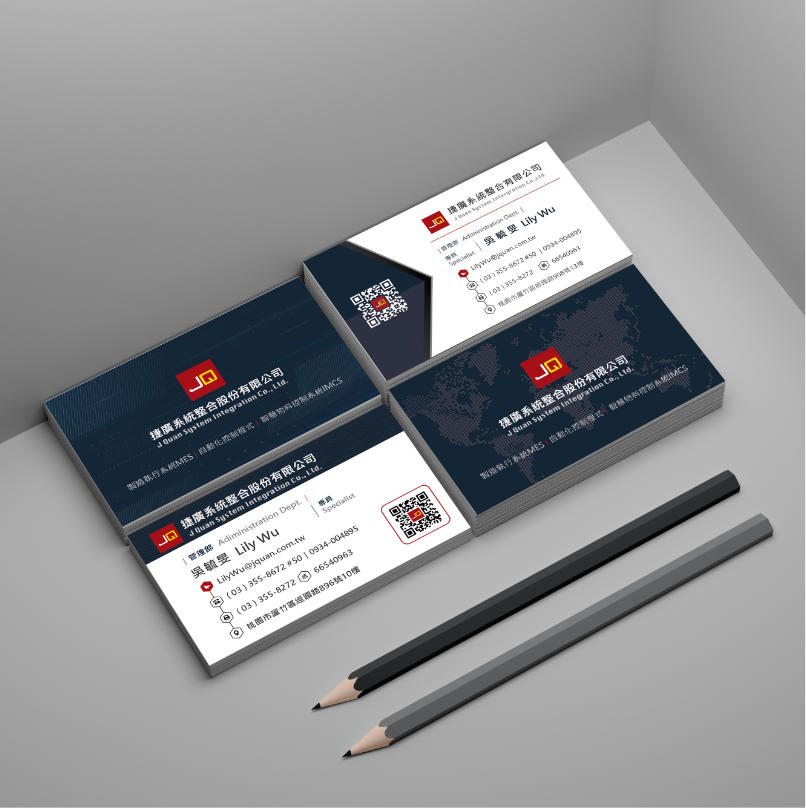 JQ
捷廣系統整合有限公司
J Quan System Intergration Co.,Ltd.
管理部 Administration Dept.
專員 Specialist
吳毓旻 Lily Wu
LilyWu@jquan.com.tw
( 03 ) 355-8672 #50 | 0934-004895
( 03 ) 355-8272 66540963
桃園市蘆竹區經國路908號13樓
JQ
JQ
捷廣系統整合股份有限公司
J Quan System Integration Co., Ltd.
製造執行系統MES | 自動化控制程式 | 智慧物料控制系統IMCS
JQ
捷廣系統整合股份有限公司
J Quan System Integration Co., Ltd.
製造執行系統MES | 自動化控制程式 | 智慧物料控制系統IMCS
JQ
捷廣系統整合股份有限公司
J Quan System Integration Co., Ltd.
管理部 Administration Dept.
專員 Specialist
吳毓旻 Lily Wu
LilyWu@jquan.com.tw
( 03 ) 355-8672 #50 | 0934-004895
( 03 ) 355-8272 66540963
桃園市蘆竹區經國路896號10樓
JQ